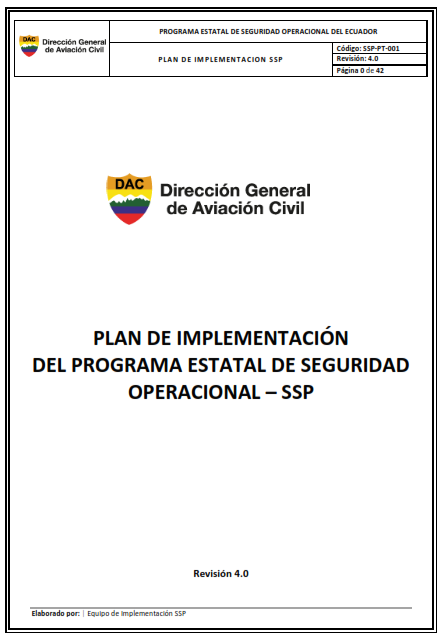 PROGRAMA ESTATAL DE SEGURIDAD OPERACIONAL DEL ECUADOR
DAC
Dirección General
de Aviación Civil
PLAN DE IMPLEMENTACION SSP
Código: SSP-PT-001
Revisión: 4.0
Página 0 de 42
DAC
Dirección General
de Aviación Civil
PLAN DE IMPLEMENTACIÓN
DEL PROGRAMA ESTATAL DE SEGURIDAD
OPERACIONAL – SSP
Revisión 4.0
Elaborado por: | Equipo de Implementación SSP